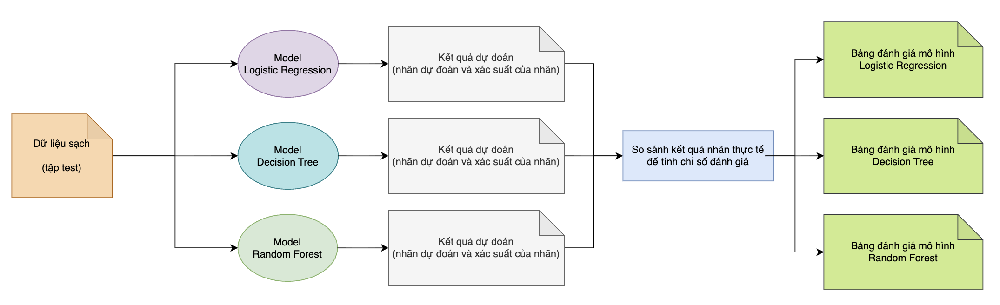 Dữ liệu sạch
(tập test)
Model
Logistic Regression
Model
Decision Tree
Model
Random Forest
Kết quả dự doán
(nhãn dự đoán và xác suất của nhãn)
Kết quả dự doán
(nhãn dự đoán và xác suất của nhãn)
Kết quả dự doán
(nhãn dự đoán và xác suất của nhãn)
So sánh kết quả nhãn thực tế
để tính chỉ số đánh giá
Bảng đánh giá mô hình
Logistic Regression
Bảng đánh giá mô hình
Decision Tree
Bảng đánh giá mô hình
Random Forest